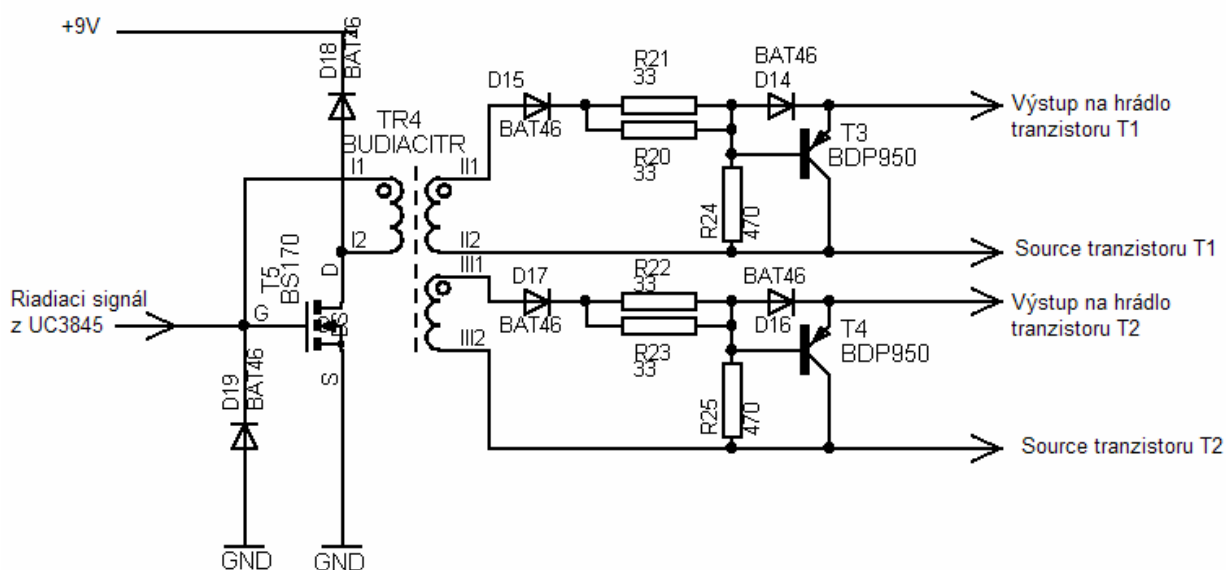 +9V
D18
BAT46
TR4
BUDIACITR
I1
I2
II1
II2
III1
III2
D
G
S
T5
BS170
Riadiaci signál
z UC3845
D19
BAT46
GND
GND
D15
BAT46
R21
33
R20
33
BAT46
D14
T3
BDP950
R24
470
Výstup na hrádlo
tranzistoru T1
Source tranzistoru T1
D17
BAT46
R22
33
R23
33
BAT46
D16
T4
BDP950
R25
470
Výstup na hrádlo
tranzistoru T2
Source tranzistoru T2